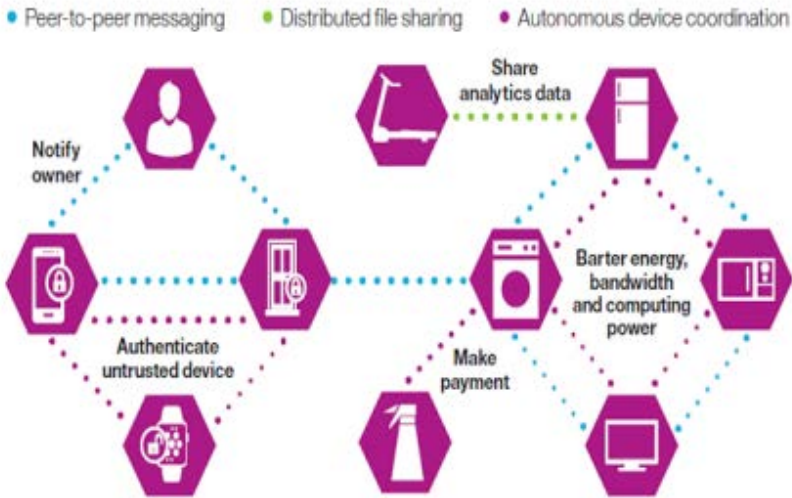 Peer-to-peer messaging
Distributed file sharing
Autonomous device coordination
Share
analytics data
Notify
owner
Barter energy,
bandwidth
and computing
power
Authenticate
untrusted device
Make
payment